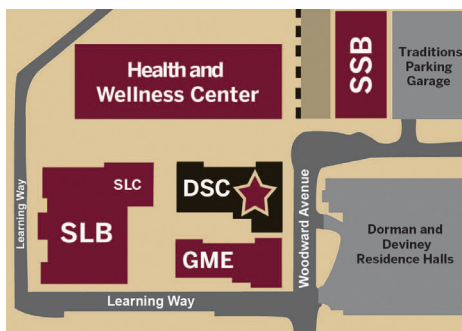 Health and
Wellness Center
SSB
Traditions
Parking
Garage
Learning Way
SLC
SLB
DSC
GME
Woodward Avenue
Dorman and
Deviney
Residence Halls
Learning Way